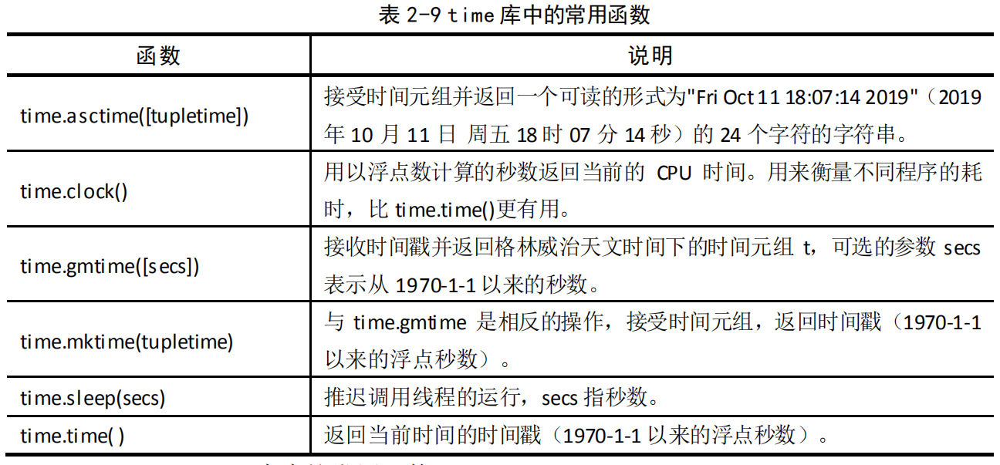 表 2-9 time 库中的常用函数
函数
说明
time.asctime([tupletime])
接受时间元组并返回一个可读的形式为"Fri Oct 11 18:07:14 2019"（2019
年 10 月 11 日 周五 18 时 07 分 14 秒）的 24 个字符的字符串。
time.clock()
用以浮点数计算的秒数返回当前的 CPU 时间。用来衡量不同程序的耗
时，比 time.time()更有用。
time.gmtime([secs])
接收时间戳并返回格林威治天文时间下的时间元组 t，可选的参数 secs
表示从 1970-1-1 以来的秒数。
time.mktime(tupletime)
与 time.gmtime 是相反的操作，接受时间元组，返回时间戳（1970-1-1
以来的浮点秒数）。
time.sleep(secs)
推迟调用线程的运行，secs 指秒数。
time.time( )
返回当前时间的时间戳（1970-1-1 以来的浮点秒数）。